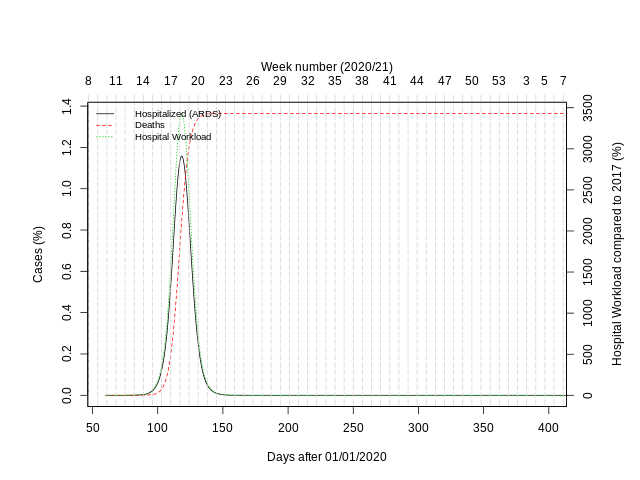 Week number (2020/21)
8 11 14 17 20 23 26 29 32 35 38 41 44 47 50 53 3 5 7
Hospitalized (ARDS)
Deaths
Hospital Workload
Cases (%)
0.0 0.2 0.4 0.6 0.8 1.0 1.2 1.4
Hospital Workload compared to 2017 (%)
0 500 1000 1500 2000 2500 3000 3500
50 100 150 200 250 300 350 400
Days after 01/01/2020